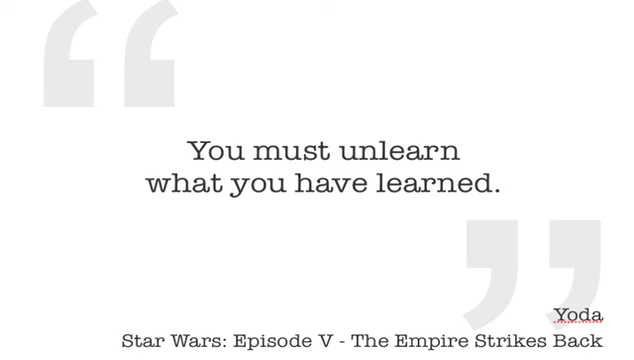 You must unlearn
what you have learned.
Yoda
Star Wars: Episode V - The Empire Strikes Back